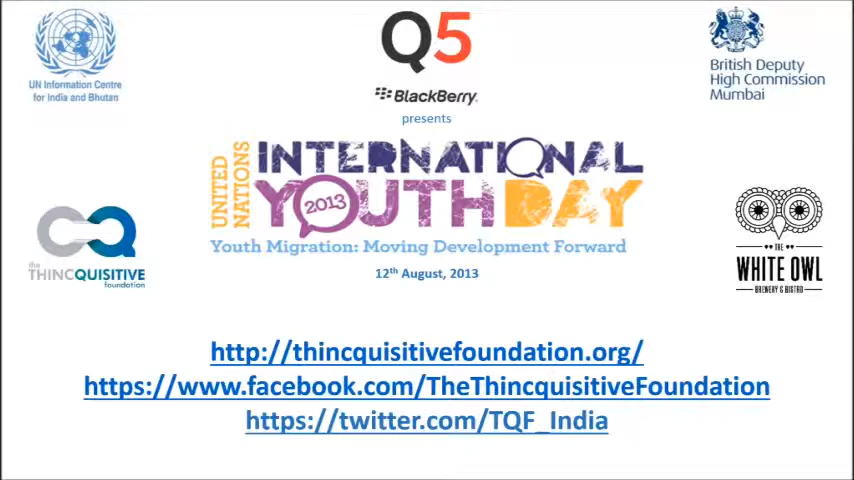 UN Information Centre
for India and Bhutan
Q5
BlackBerry
presents
British Deputy
High Commission
Mumbai
UNITED
NATIONS
INTERNATIONAL
YOUTH DAY
2013
Youth Migration: Moving Development Forward
12th August, 2013
the
THINCQUISITIVE
foundation
THE
WHITE OWL
BREWERY & BISTRO
http://thincquisitivefoundation.org/
https://www.facebook.com/TheThincquisitiveFoundation
https://twitter.com/TQF_India